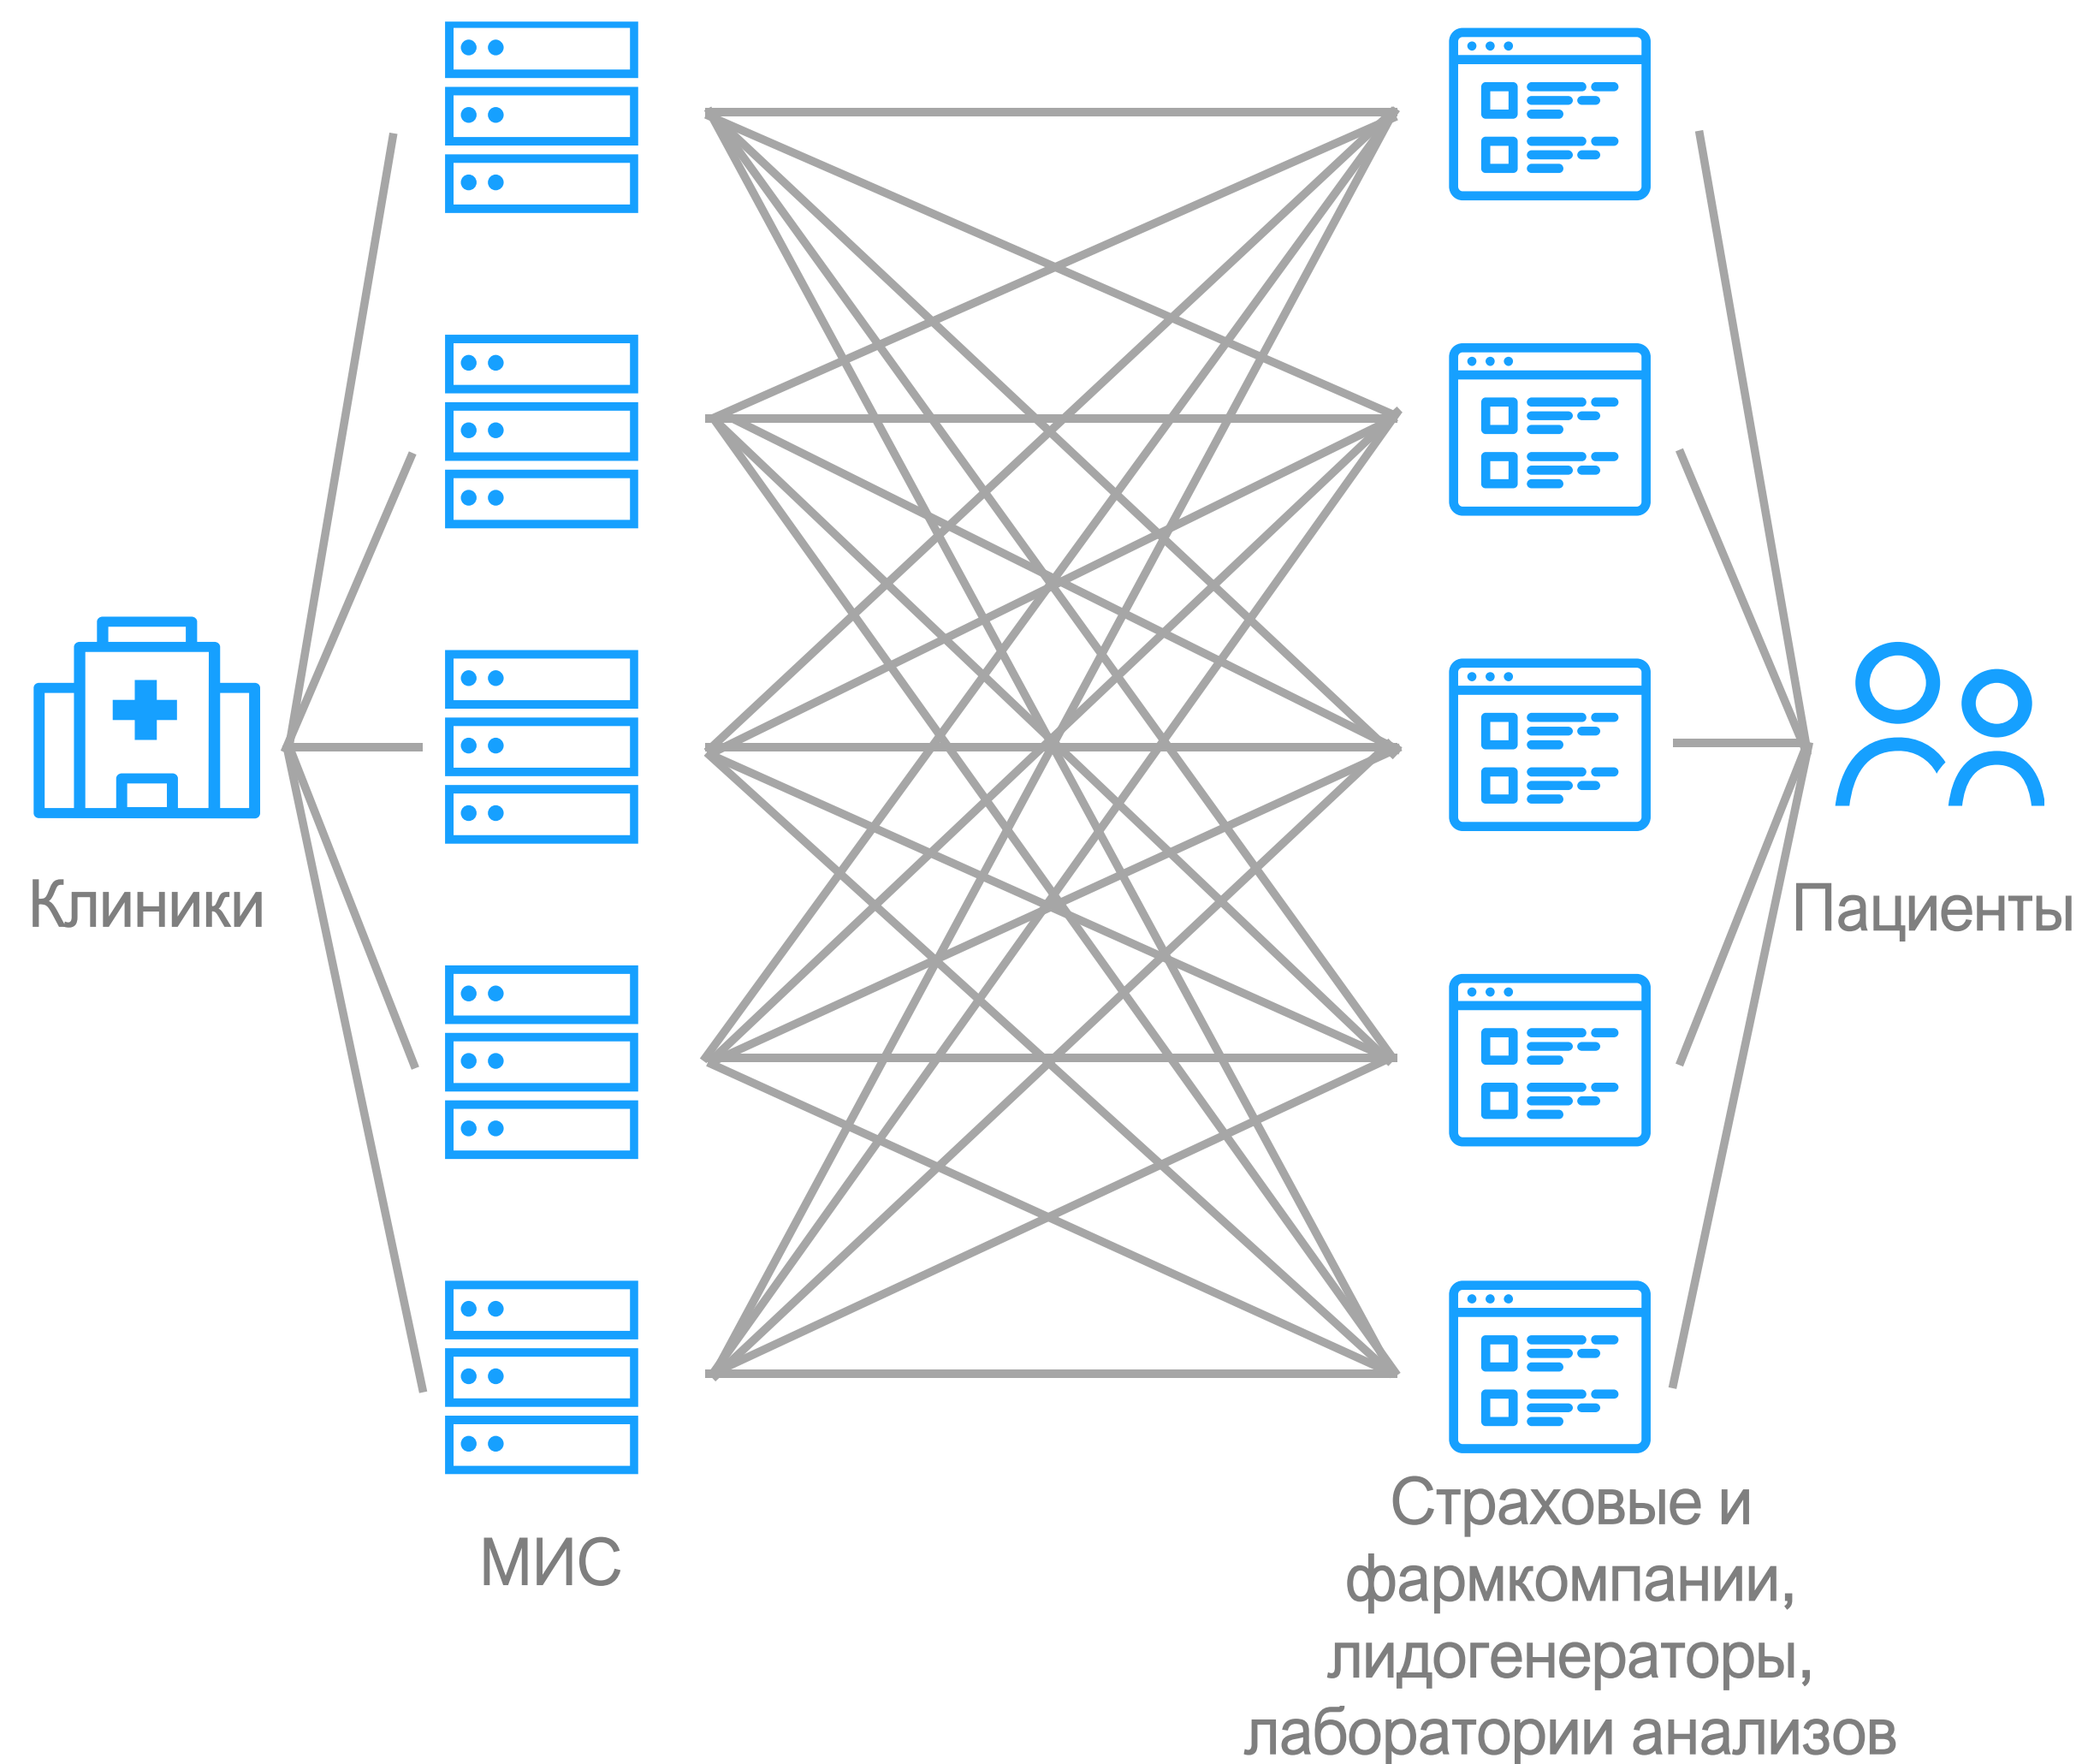 Клиники
Пациенты
МИС
Страховые и
фармкомпании,
лидогенераторы,
лаборатории анализов